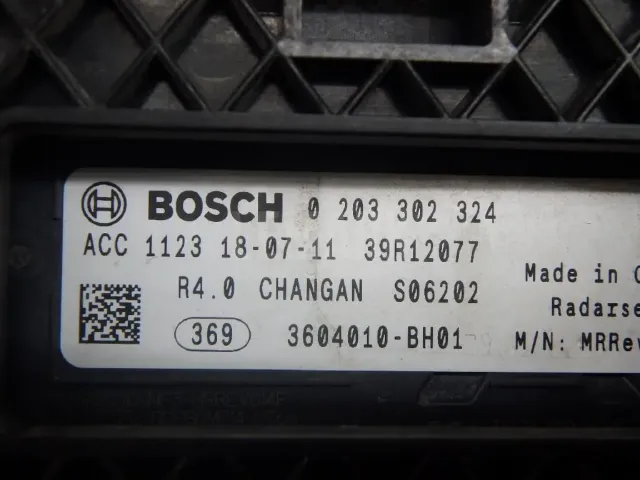 BOSCH 0 203 302 324
ACC 1123 18-07-11 39R12077
R4.0 CHANGAN S06202
369 3604010-BH01
Made in C
Radarse
M/N: MRRev